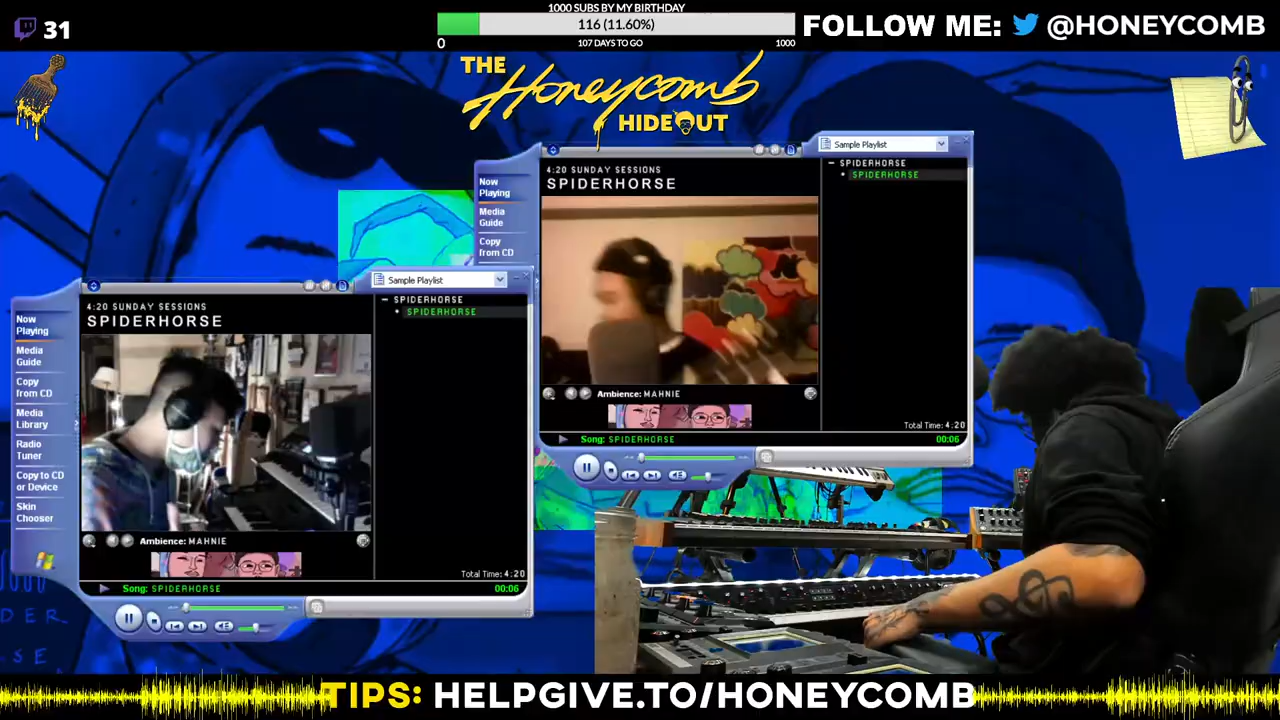 31
1000 SUBS BY MY BIRTHDAY
116 (11.60%)
0
107 DAYS TO GO
1000
FOLLOW ME: @HONEYCOMB
THE
Honeycomb
HIDEOUT
Sample Playlist
4:20 SUNDAY SESSIONS
SPIDERHORSE
SPIDERHORSE
SPIDERHORSE
Now
Playing
Media
Guide
Copy
from CD
Ambience: MAHNIE
Total Time: 4:20
Song: SPIDERHORSE
00:06
Sample Playlist
4:20 SUNDAY SESSIONS
SPIDERHORSE
SPIDERHORSE
SPIDERHORSE
Now
Playing
Media
Guide
Copy
from CD
Media
Library
Radio
Tuner
Copy to CD
or Device
Skin
Chooser
Ambience: MAHNIE
Total Time: 4:20
Song: SPIDERHORSE
00:06
DER
SE
TIPS: HELPGIVE.TO/HONEYCOMB